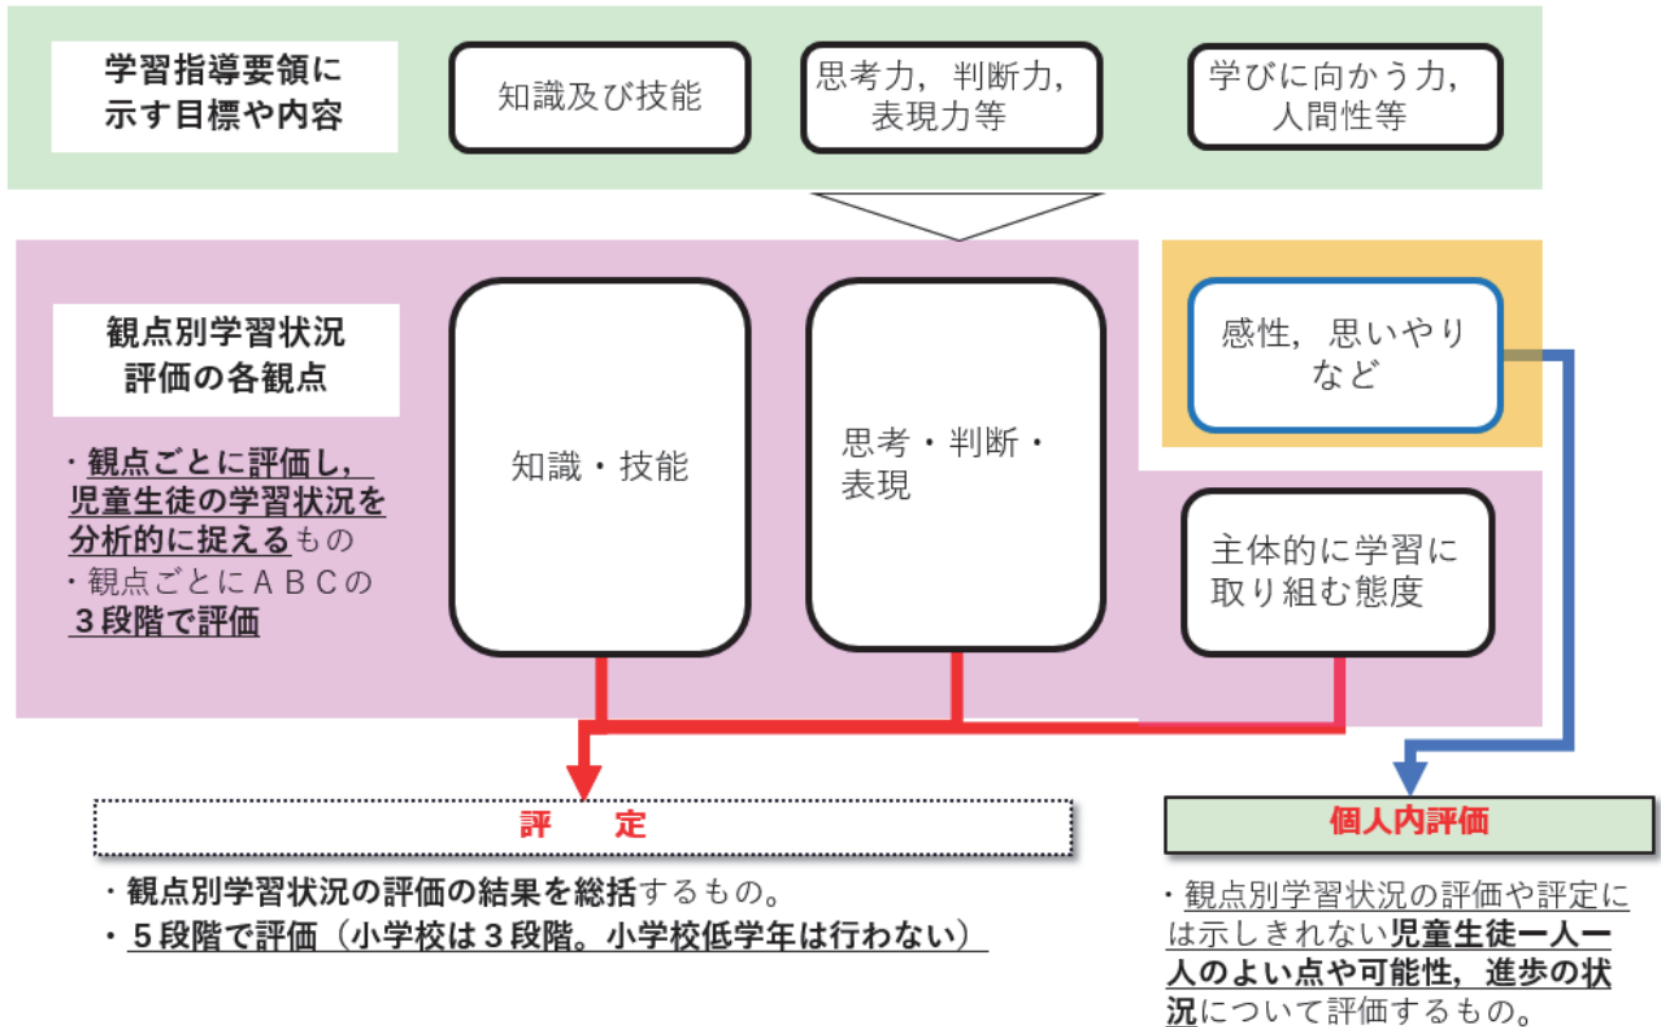 学習指導要領に
示す目標や内容
知識及び技能
思考力，判断力，
表現力等
学びに向かう力，
人間性等
観点別学習状況
評価の各観点
・観点ごとに評価し，
児童生徒の学習状況を
分析的に捉えるもの
・観点ごとにＡＢＣの
３段階で評価
知識・技能
思考・判断・
表現
感性，思いやり
など
主体的に学習に
取り組む態度
評　定
・観点別学習状況の評価の結果を総括するもの。
・５段階で評価（小学校は３段階。小学校低学年は行わない）
個人内評価
・観点別学習状況の評価や評定に
は示しきれない児童生徒一人一
人のよい点や可能性，進歩の状
況について評価するもの。